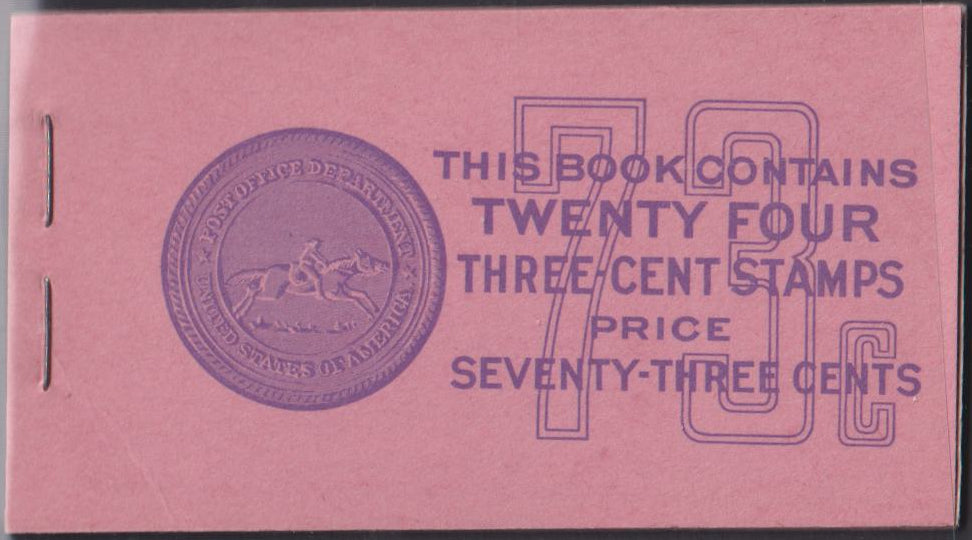 POST OFFICE DEPARTMENT
UNITED STATES OF AMERICA
73c
THIS BOOK CONTAINS
TWENTY FOUR
THREE-CENT STAMPS
PRICE
SEVENTY-THREE CENTS